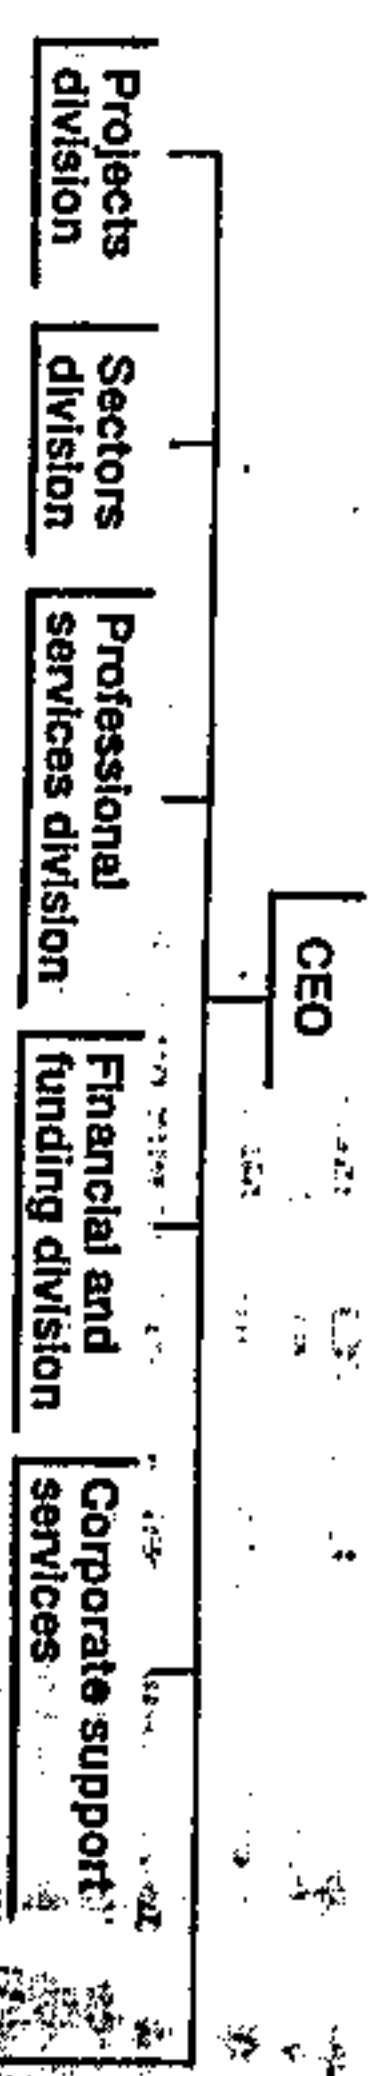 CEO
Projects
division
Sectors
division
Professional
services division
Financial and
funding division
Corporate support
services